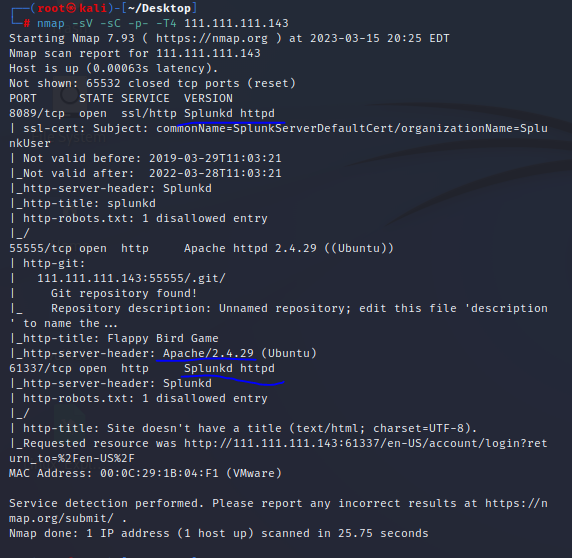 ┌──(root㉿kali)-[~/Desktop]
└─# nmap -sV -sC -p- -T4 111.111.111.143
Starting Nmap 7.93 ( https://nmap.org ) at 2023-03-15 20:25 EDT
Nmap scan report for 111.111.111.143
Host is up (0.00063s latency).
Not shown: 65532 closed tcp ports (reset)
PORT      STATE SERVICE  VERSION
8089/tcp  open  ssl/http Splunkd httpd
| ssl-cert: Subject: commonName=SplunkServerDefaultCert/organizationName=Splu
nkUser
| Not valid before: 2019-03-29T11:03:21
|_Not valid after:  2022-03-28T11:03:21
|_http-server-header: Splunkd
|_http-title: splunkd
| http-robots.txt: 1 disallowed entry
|_/
55555/tcp open  http     Apache httpd 2.4.29 ((Ubuntu))
| http-git:
|   111.111.111.143:55555/.git/
|     Git repository found!
|_    Repository description: Unnamed repository; edit this file 'description
' to name the...
|_http-title: Flappy Bird Game
|_http-server-header: Apache/2.4.29 (Ubuntu)
61337/tcp open  http     Splunkd httpd
|_http-server-header: Splunkd
| http-robots.txt: 1 disallowed entry
|_/
| http-title: Site doesn't have a title (text/html; charset=UTF-8).
|_Requested resource was http://111.111.111.143:61337/en-US/account/login?ret
urn_to=%2Fen-US%2F
MAC Address: 00:0C:29:1B:04:F1 (VMware)

Service detection performed. Please report any incorrect results at https://n
map.org/submit/ .
Nmap done: 1 IP address (1 host up) scanned in 25.75 seconds